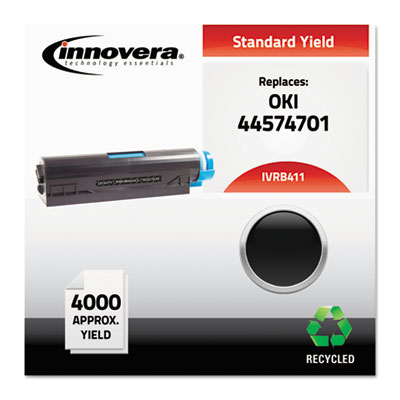 innovera
technology essentials
Standard Yield
Replaces:
OKI
44574701
IVRB411
4000
APPROX.
YIELD
RECYCLED